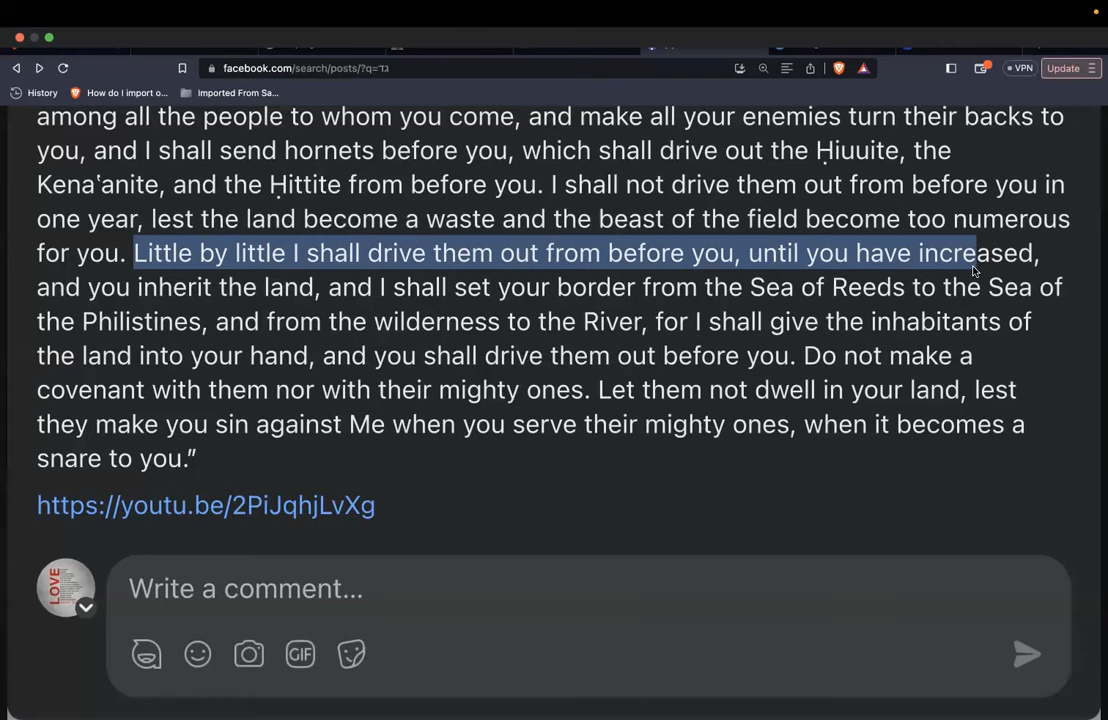 facebook.com/search/posts/?q=גד
VPN
Update
History
How do I import o...
Imported From Sa...
among all the people to whom you come, and make all your enemies turn their backs to
you, and I shall send hornets before you, which shall drive out the Ḥiuuite, the
Kenaʽanite, and the Ḥittite from before you. I shall not drive them out from before you in
one year, lest the land become a waste and the beast of the field become too numerous
for you. Little by little I shall drive them out from before you, until you have increased,
and you inherit the land, and I shall set your border from the Sea of Reeds to the Sea of
the Philistines, and from the wilderness to the River, for I shall give the inhabitants of
the land into your hand, and you shall drive them out before you. Do not make a
covenant with them nor with their mighty ones. Let them not dwell in your land, lest
they make you sin against Me when you serve their mighty ones, when it becomes a
snare to you.”
https://youtu.be/2PiJqhjLvXg
LOVE
Write a comment...
GIF